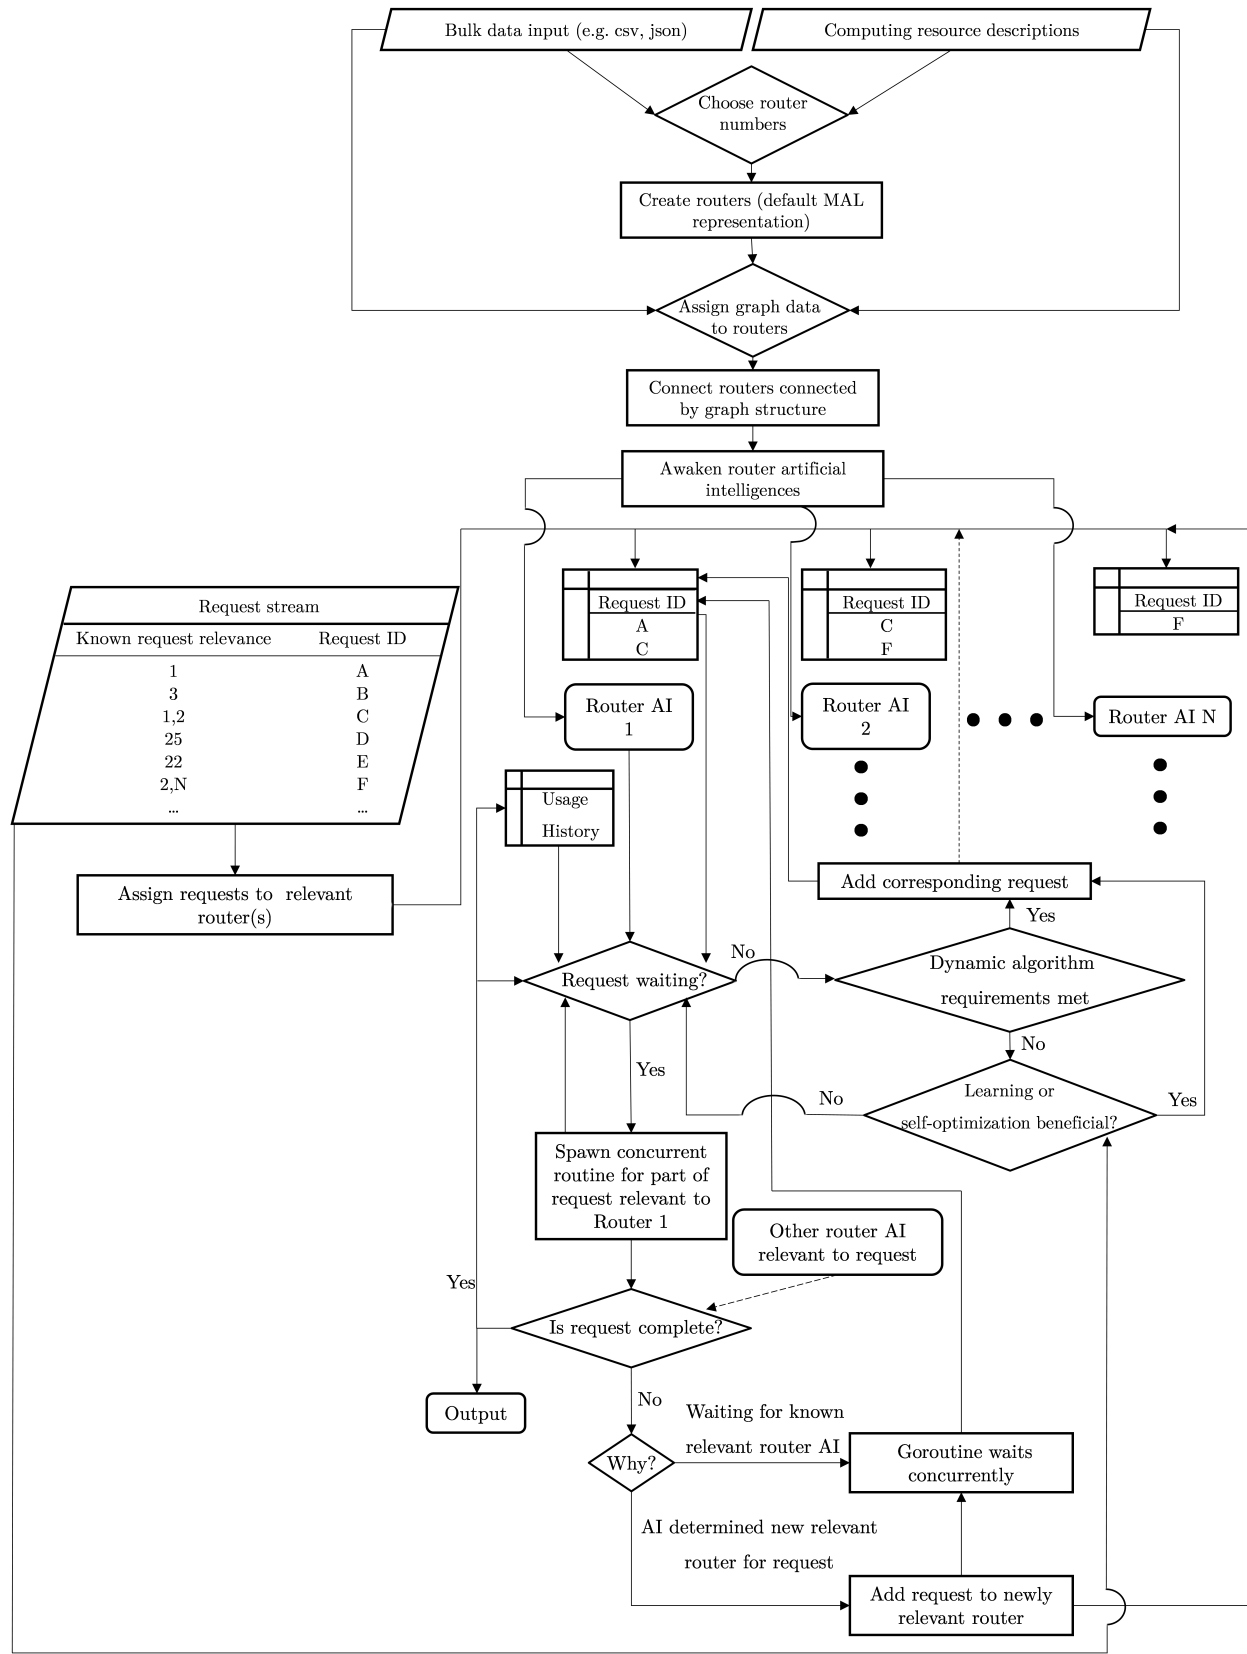 Bulk data input (e.g. csv, json)
Computing resource descriptions
Choose router
numbers
Create routers (default MAL
representation)
Assign graph data
to routers
Connect routers connected
by graph structure
Awaken router artificial
intelligences
Request stream
Known request relevance Request ID
1 A
3 B
1,2 C
25 D
22 E
2,N F
... ...
Assign requests to relevant
router(s)
Request ID
A
C
Request ID
C
F
Request ID
F
Router AI
1
Router AI
2
Router AI N
Usage
History
Add corresponding request
Yes
Request waiting?
No
Dynamic algorithm
requirements met
No
Yes
Learning or
self-optimization beneficial?
No
Yes
Spawn concurrent
routine for part of
request relevant to
Router 1
Other router AI
relevant to request
Yes
Is request complete?
Output
No
Why?
Waiting for known
relevant router AI
Goroutine waits
concurrently
AI determined new relevant
router for request
Add request to newly
relevant router